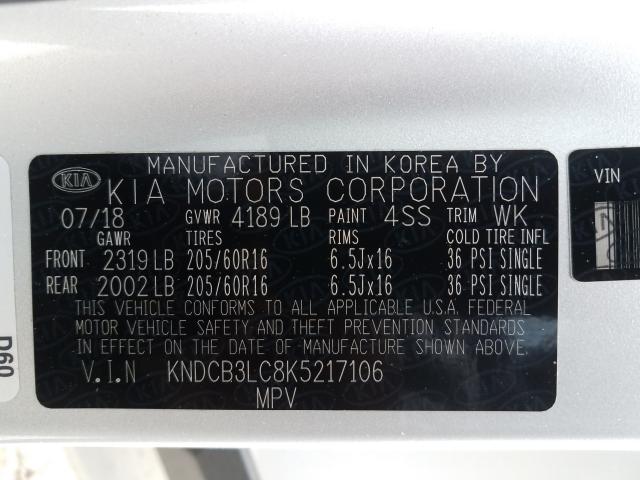 MANUFACTURED IN KOREA BY
KIA KIA MOTORS CORPORATION
07/18 GVWR 4189 LB PAINT 4SS TRIM WK
GAWR TIRES RIMS COLD TIRE INFL
FRONT 2319 LB 205/60R16 6.5Jx16 36 PSI SINGLE
REAR 2002 LB 205/60R16 6.5Jx16 36 PSI SINGLE
THIS VEHICLE CONFORMS TO ALL APPLICABLE U.S.A. FEDERAL
MOTOR VEHICLE SAFETY AND THEFT PREVENTION STANDARDS
IN EFFECT ON THE DATE OF MANUFACTURE SHOWN ABOVE.
V.I.N KNDCB3LC8K5217106
MPV
VIN
D60